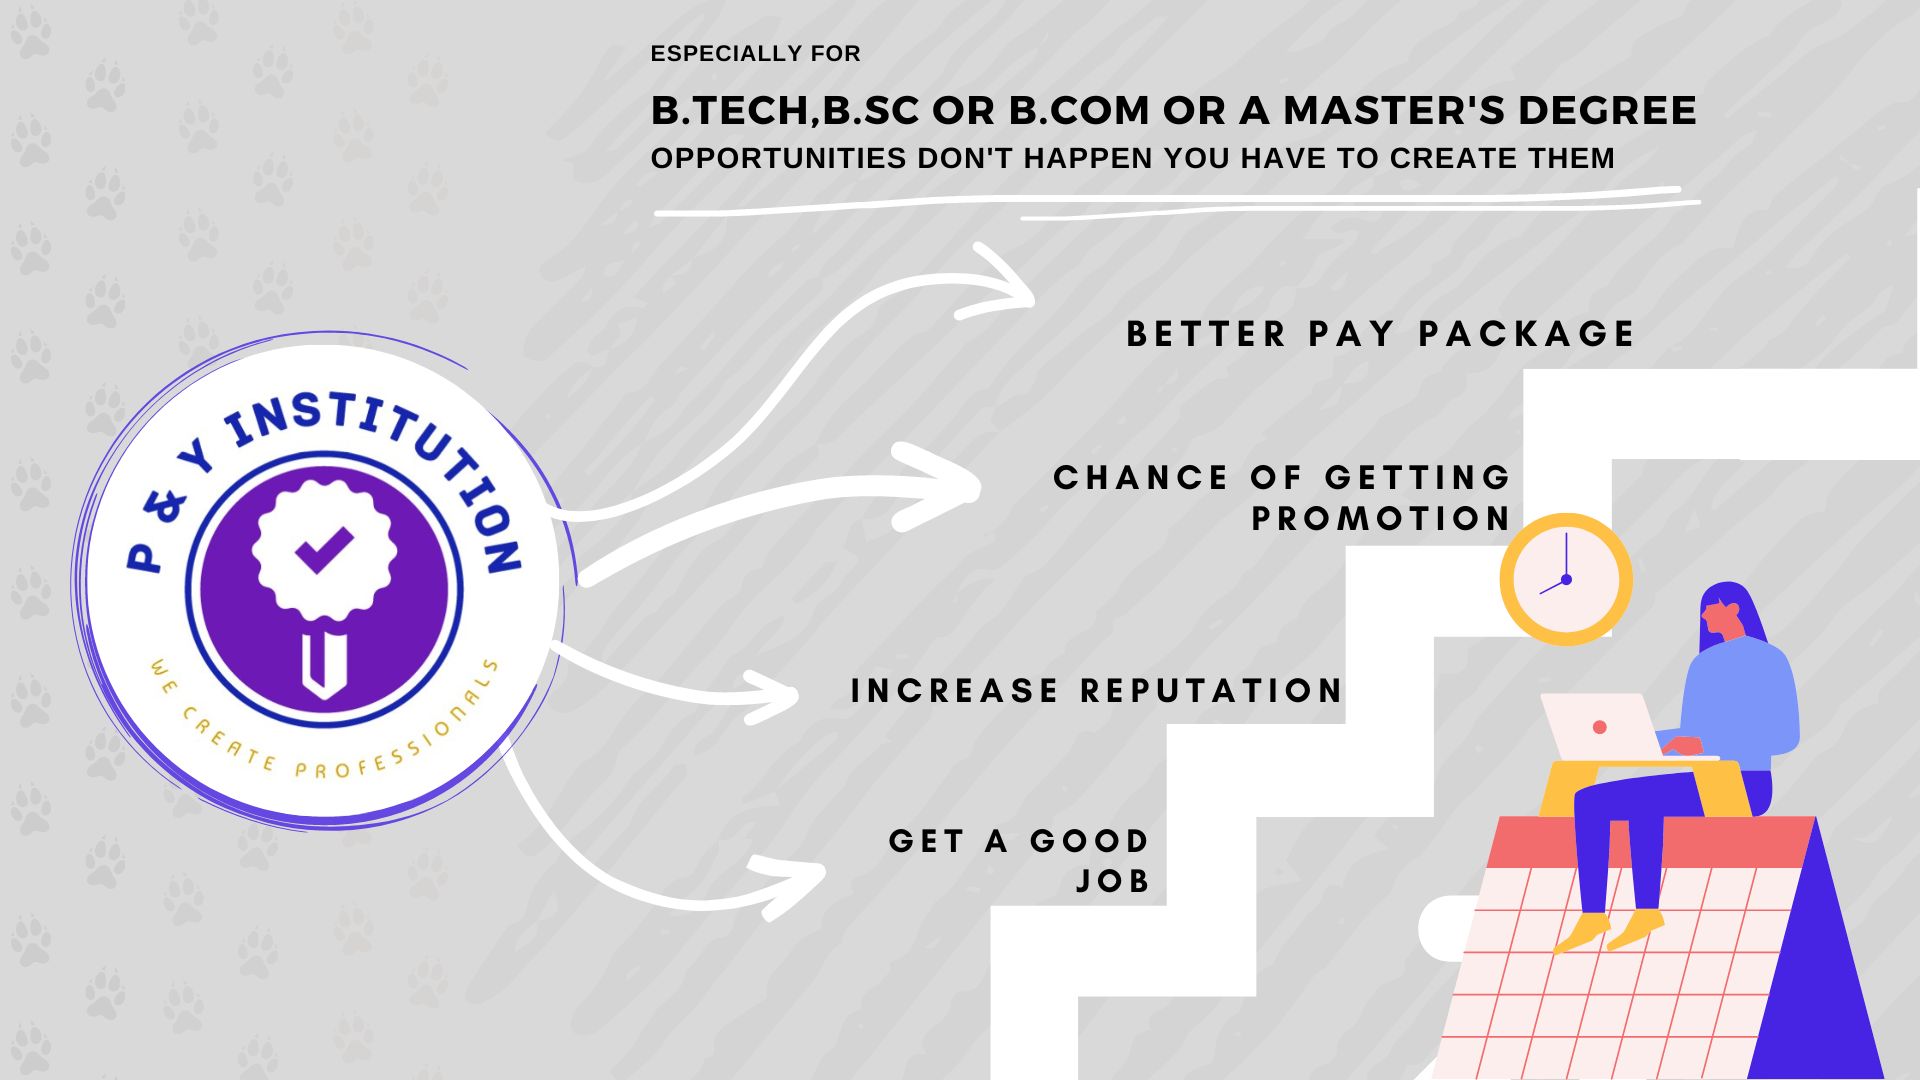 ESPECIALLY FOR
B.TECH,B.SC OR B.COM OR A MASTER'S DEGREE
OPPORTUNITIES DON'T HAPPEN YOU HAVE TO CREATE THEM
BETTER PAY PACKAGE
CHANCE OF GETTING
PROMOTION
P & Y INSTITUTION
WE CREATE PROFESSIONALS
INCREASE REPUTATION
GET A GOOD
JOB